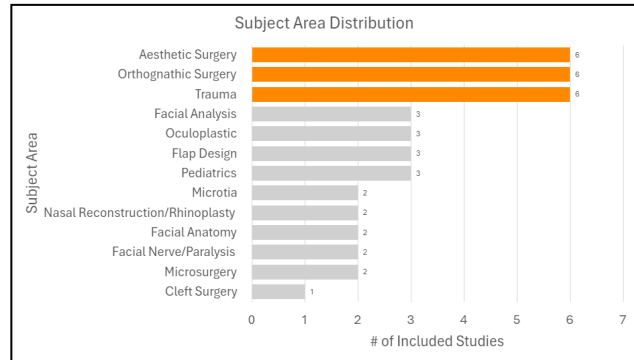 Subject Area Distribution
Subject Area
Aesthetic Surgery 6
Orthognathic Surgery 6
Trauma 6
Facial Analysis 3
Oculoplastic 3
Flap Design 3
Pediatrics 3
Microtia 2
Nasal Reconstruction/Rhinoplasty 2
Facial Anatomy 2
Facial Nerve/Paralysis 2
Microsurgery 2
Cleft Surgery 1
0 1 2 3 4 5 6 7
# of Included Studies